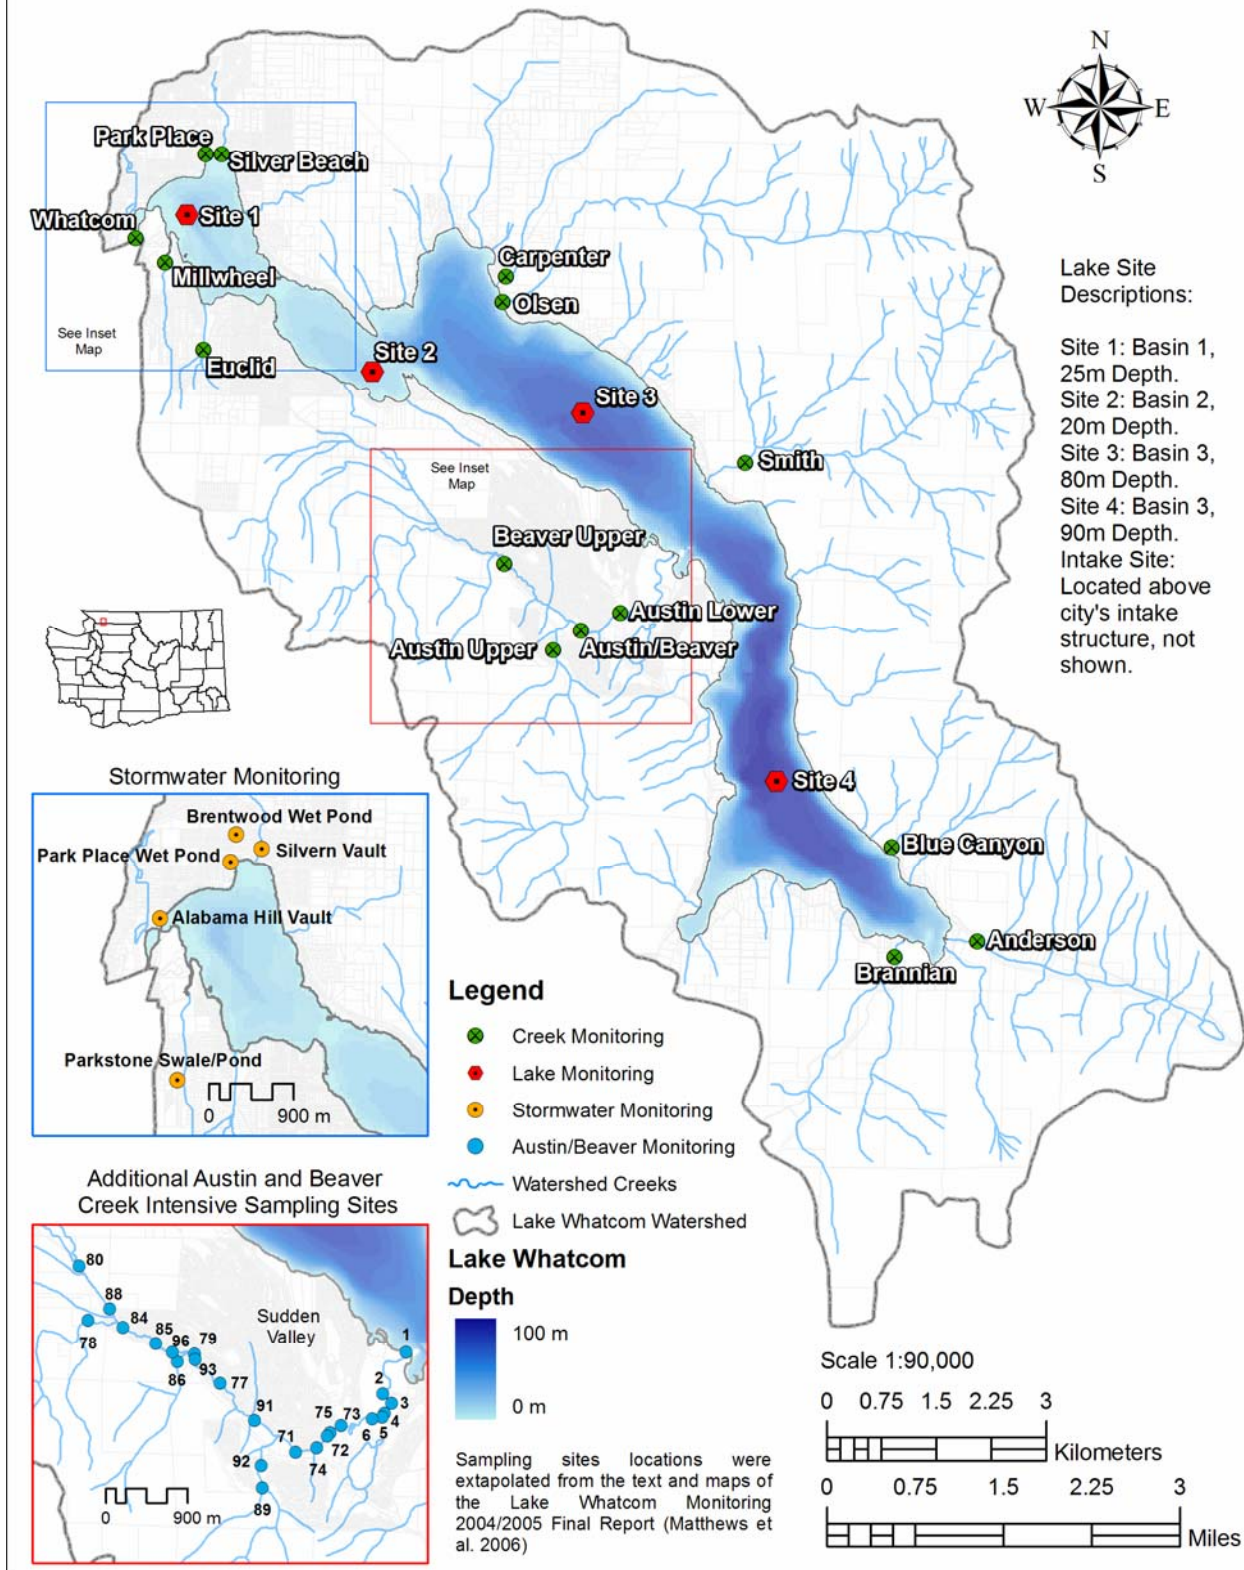 N
W
E
S
Park Place
Silver Beach
Whatcom
Site 1
Millwheel
See Inset
Map
Euclid
Carpenter
Olsen
Site 2
Site 3
Smith
See Inset
Map
Beaver Upper
Austin Lower
Austin Upper
Austin/Beaver
Site 4
Blue Canyon
Anderson
Brannian
Lake Site
Descriptions:
Site 1: Basin 1,
25m Depth.
Site 2: Basin 2,
20m Depth.
Site 3: Basin 3,
80m Depth.
Site 4: Basin 3,
90m Depth.
Intake Site:
Located above
city's intake
structure, not
shown.
Stormwater Monitoring
Brentwood Wet Pond
Silvern Vault
Park Place Wet Pond
Alabama Hill Vault
Parkstone Swale/Pond
0 900 m
Additional Austin and Beaver
Creek Intensive Sampling Sites
80
88
84
78
85
96
79
86
93
77
91
92
89
71
74
72
75
73
6
5
4
3
2
1
Sudden
Valley
0 900 m
Legend
Creek Monitoring
Lake Monitoring
Stormwater Monitoring
Austin/Beaver Monitoring
Watershed Creeks
Lake Whatcom Watershed
Lake Whatcom
Depth
100 m
0 m
Sampling sites locations were
extapolated from the text and maps of
the Lake Whatcom Monitoring
2004/2005 Final Report (Matthews et
al. 2006)
Scale 1:90,000
0 0.75 1.5 2.25 3
Kilometers
0 0.75 1.5 2.25 3
Miles